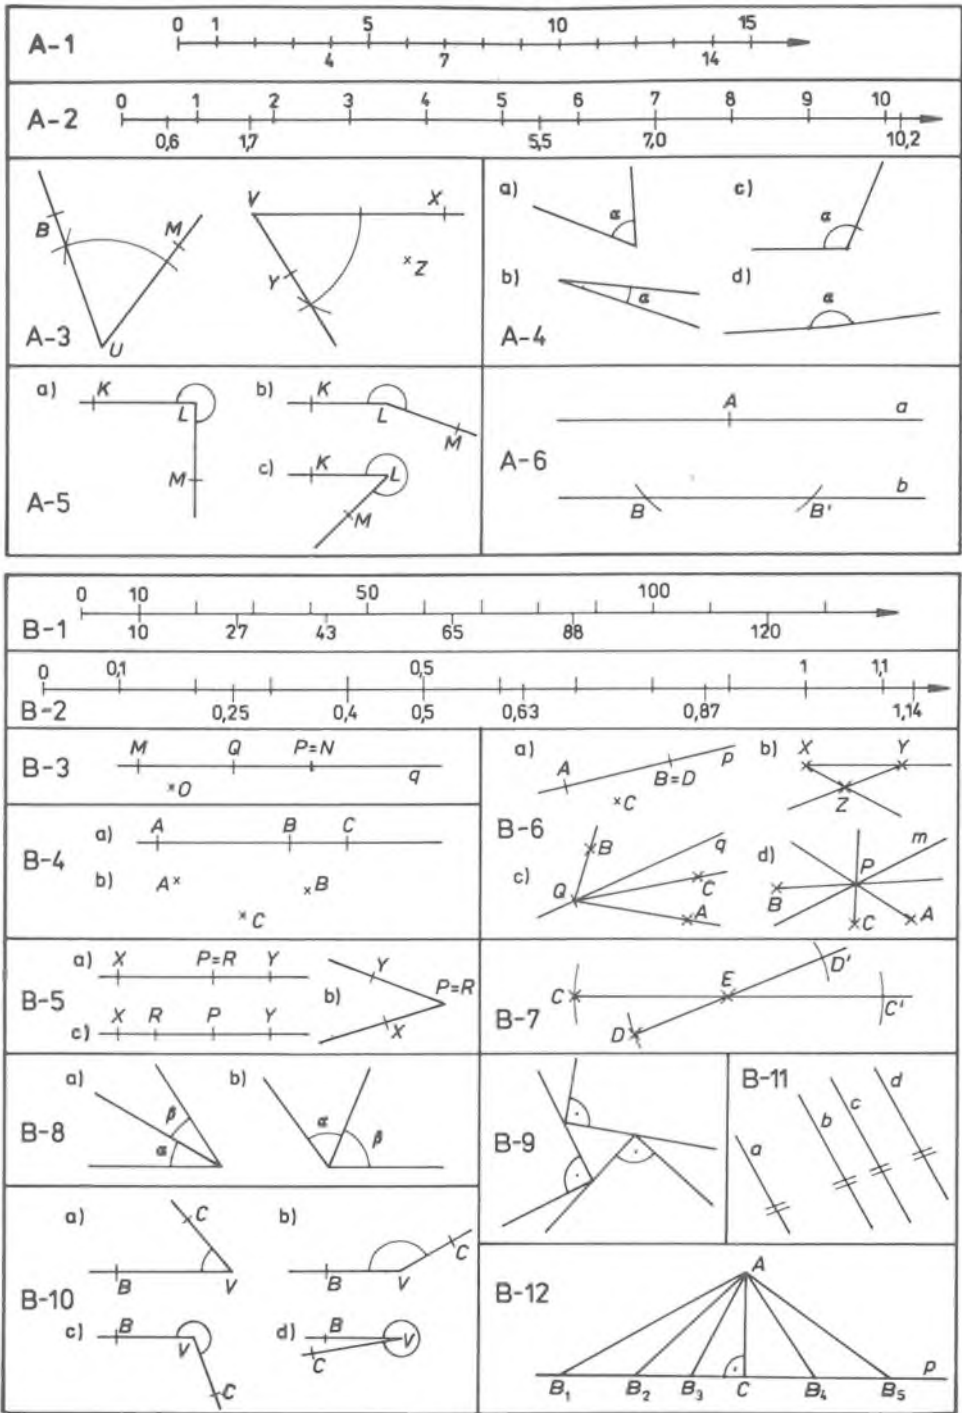 0 1 5 10 15
A-1
4 7 14
0 1 2 3 4 5 6 7 8 9 10
A-2
0,6 1,7 5,5 7,0 10,2
B M U
V X Y Z
A-3
a) α
c) α
b) α
d) α
A-4
a) K L M
b) K L M
c) K L M
A-5
A a
A-6
B B' b
0 10 50 100
B-1
10 27 43 65 88 120
0 0,1 0,5 1 1,1
B-2
0,25 0,4 0,5 0,63 0,87 1,14
M Q P=N
B-3
O q
a) A B C
B-4
b) A B
C
a) A B=D p
C
b) X Y
Z
B-6
c) B q
Q C
A
d) m
P
B C A
a) X P=R Y
b) Y P=R
X
B-5
c) X R P Y
D'
C E C'
B-7
D
a) β
α
b) α β
B-8
B-9
B-11
d
c
b
a
a) C
B V
b) C
B V
B-10
c) B
V
C
d) B
V
C
A
B-12
B1 B2 B3 C B4 B5 p